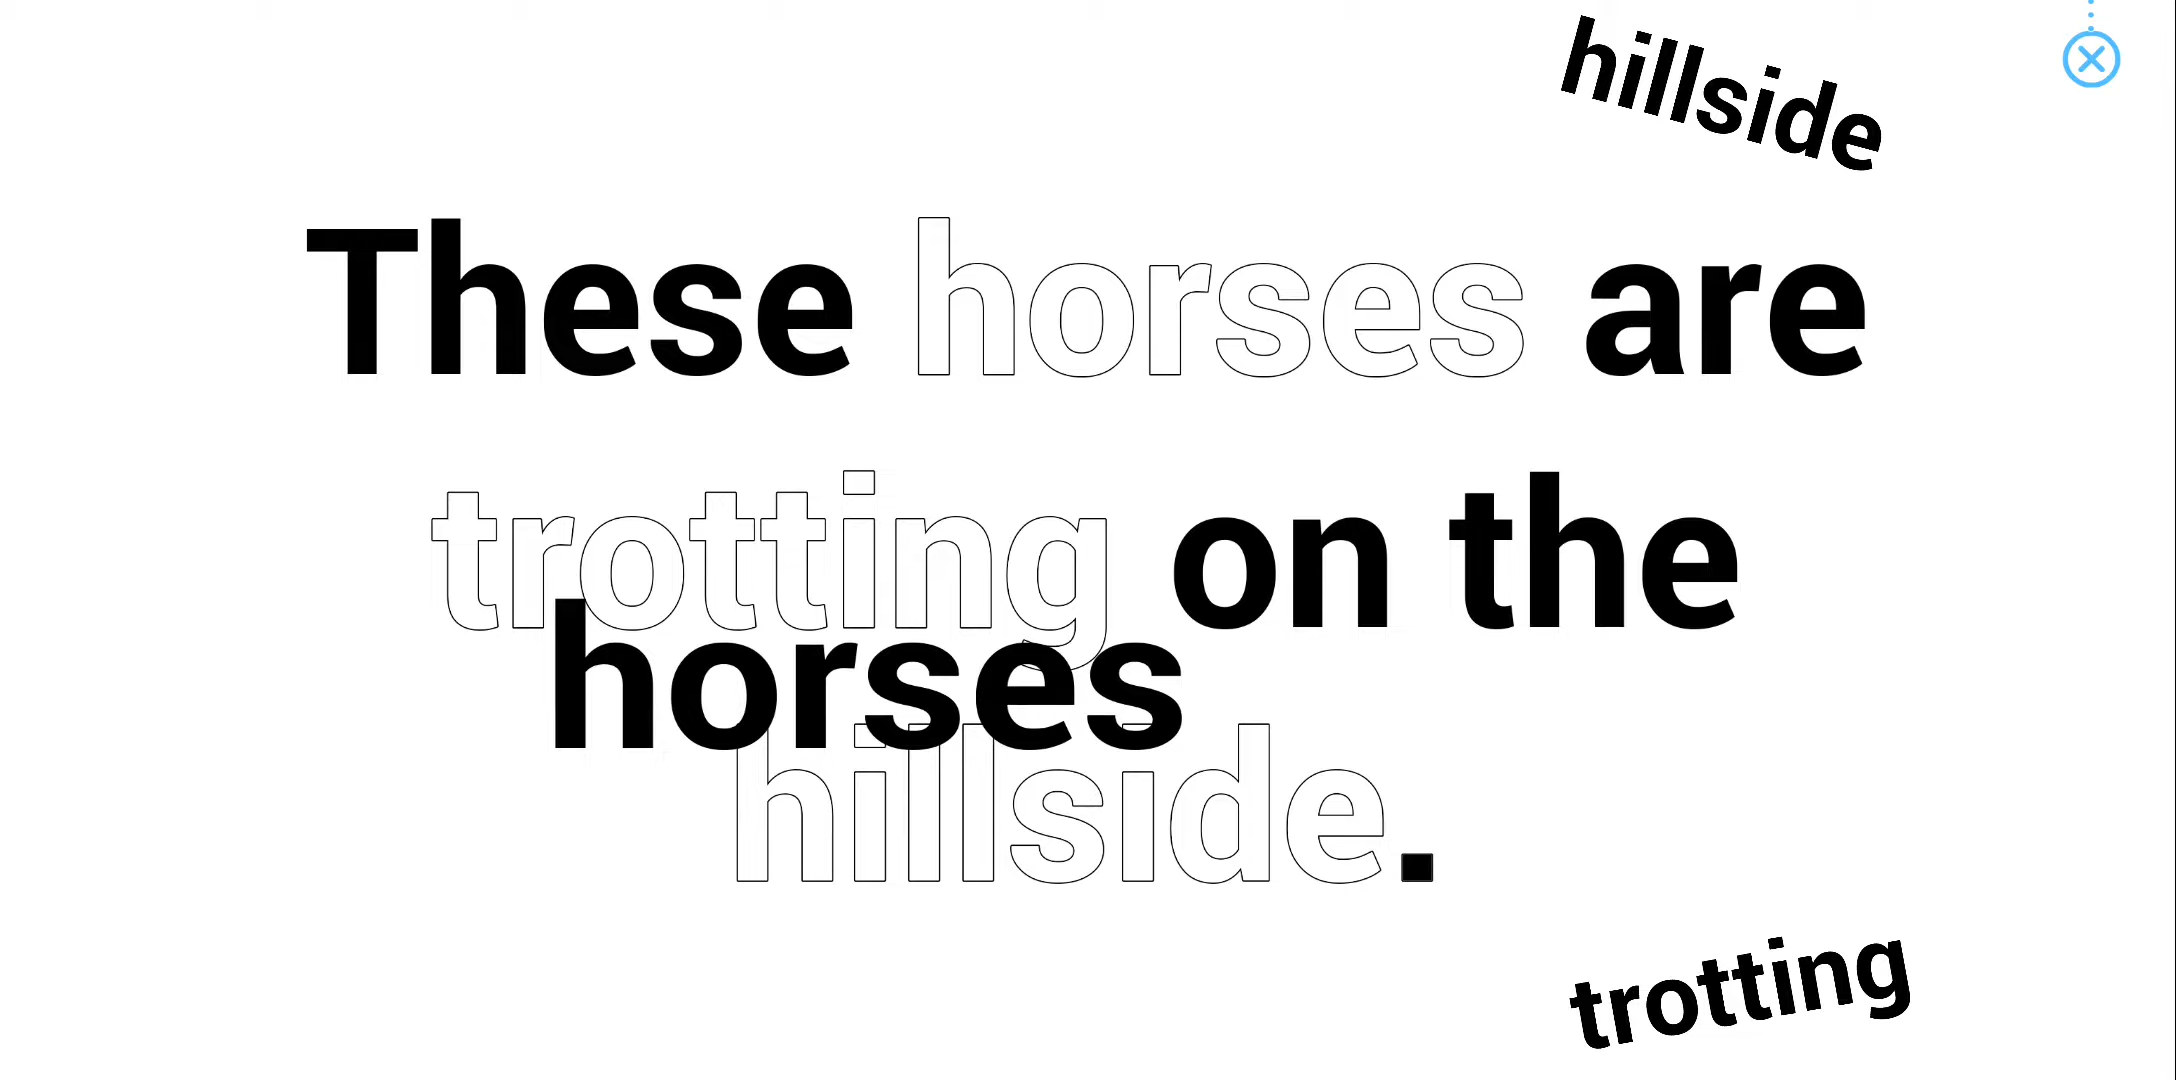 hillside
These horses are
trotting on the
horses
hillside.
trotting